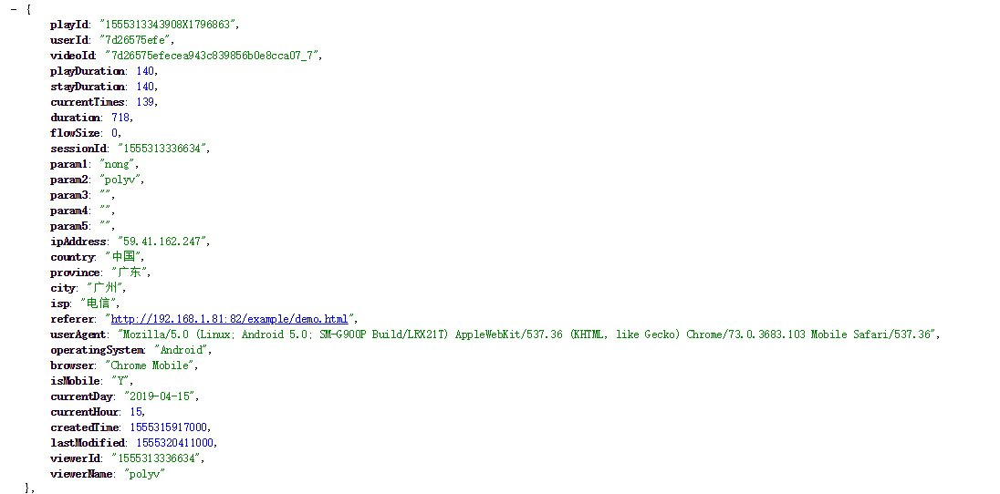 - {
playId: "1555313343908X1796863",
userId: "7d26575efe",
videoId: "7d26575efecea943c839856b0e8cca07_7",
playDuration: 140,
stayDuration: 140,
currentTimes: 139,
duration: 718,
flowSize: 0,
sessionId: "1555313336634",
param1: "nong",
param2: "polyv",
param3: "",
param4: "",
param5: "",
ipAddress: "59.41.162.247",
country: "中国",
province: "广东",
city: "广州",
isp: "电信",
referer: "http://192.168.1.81:82/example/demo.html",
userAgent: "Mozilla/5.0 (Linux; Android 5.0; SM-G900P Build/LRX21T) AppleWebKit/537.36 (KHTML, like Gecko) Chrome/73.0.3683.103 Mobile Safari/537.36",
operatingSystem: "Android",
browser: "Chrome Mobile",
isMobile: "Y",
currentDay: "2019-04-15",
currentHour: 15,
createdTime: 1555315917000,
lastModified: 1555320411000,
viewerId: "1555313336634",
viewerName: "polyv"
},